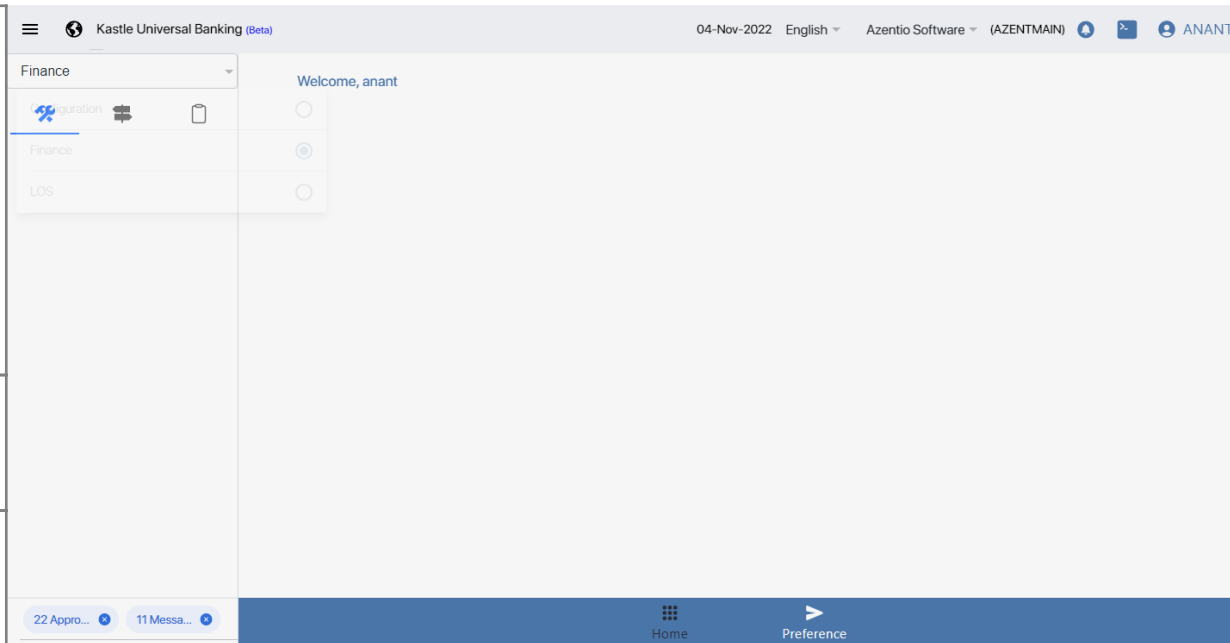 Kastle Universal Banking (Beta)
04-Nov-2022 English Azentio Software (AZENTMAIN) ANANT
Finance
Welcome, anant
Configuration
Finance
LOS
22 Appro... 11 Messa...
Home
Preference